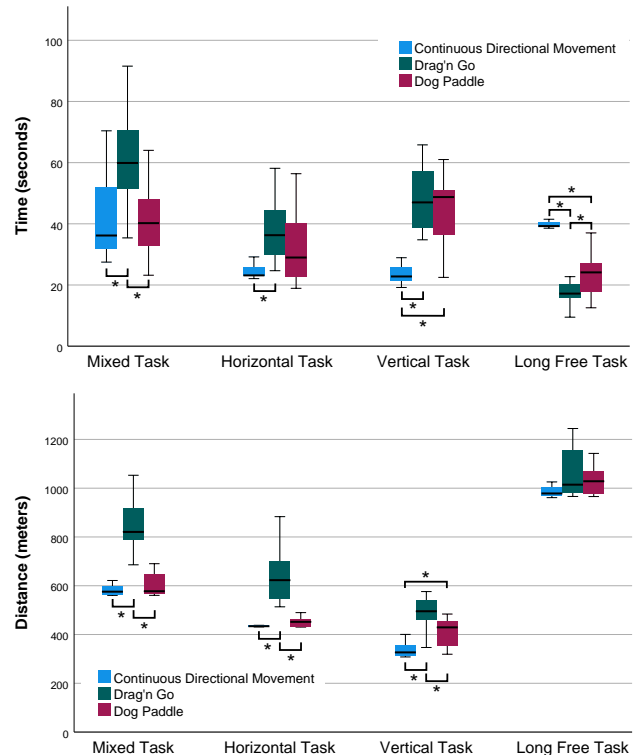 100
80
60
40
20
0
Time (seconds)
Continuous Directional Movement
Drag'n Go
Dog Paddle
* * * * * * * *
Mixed Task Horizontal Task Vertical Task Long Free Task
1200
1000
800
600
400
200
0
Distance (meters)
* * * * * * *
Continuous Directional Movement
Drag'n Go
Dog Paddle
Mixed Task Horizontal Task Vertical Task Long Free Task